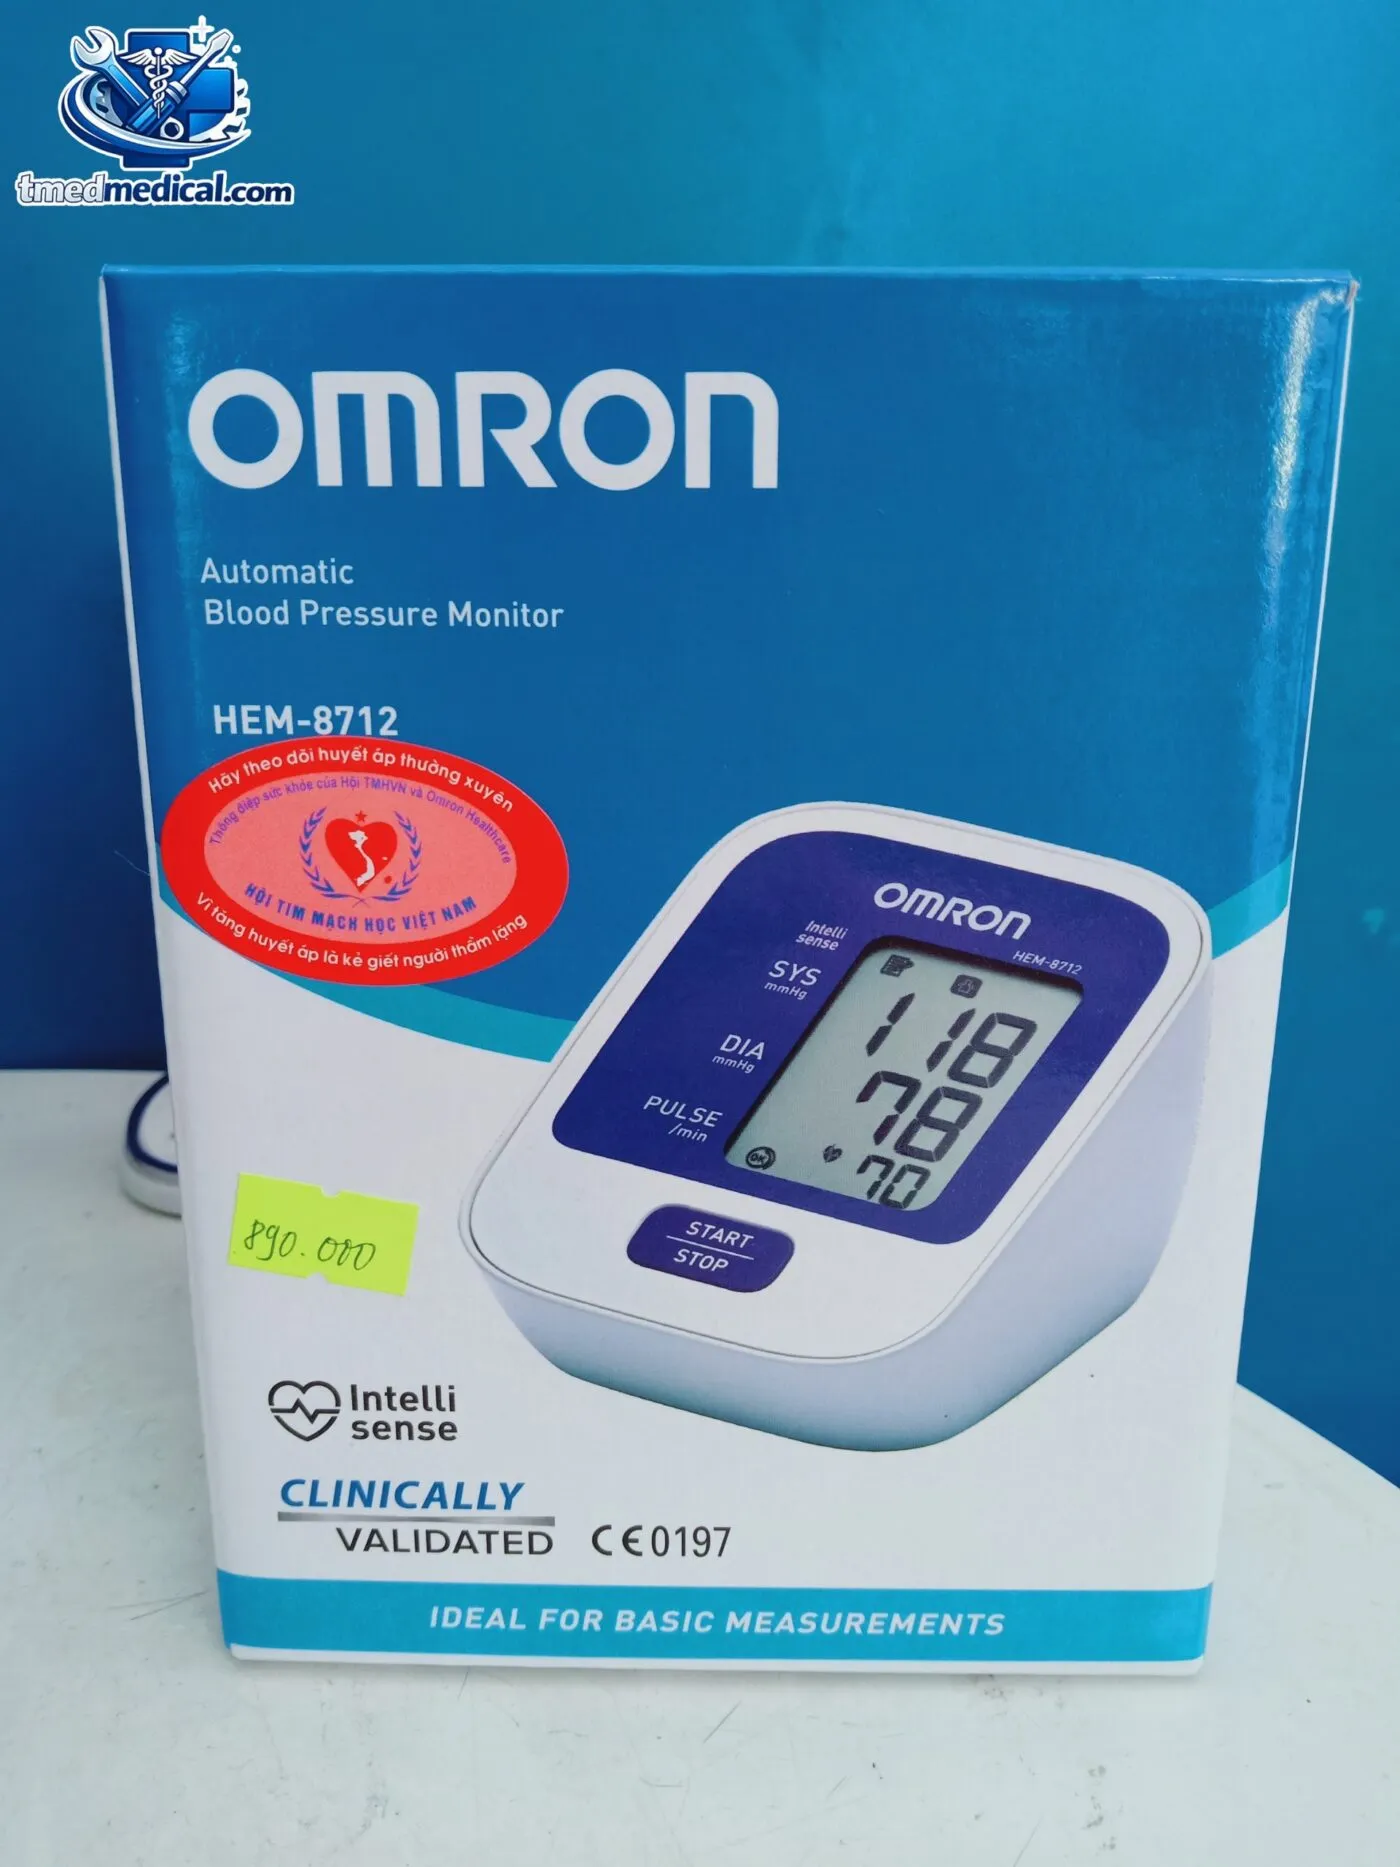 tmedmedical.com
OMRON
Automatic
Blood Pressure Monitor
HEM-8712
Hãy theo dõi huyết áp thường xuyên
Thông điệp sức khỏe của Hội TMHVN và Omron Healthcare
HỘI TIM MẠCH HỌC VIỆT NAM
Vì tăng huyết áp là kẻ giết người thầm lặng
OMRON
HEM-8712
Intelli
sense
SYS
mmHg
118
DIA
mmHg
78
PULSE
/min
OK
70
START
STOP
890.000
Intelli
sense
CLINICALLY
VALIDATED
CE0197
IDEAL FOR BASIC MEASUREMENTS